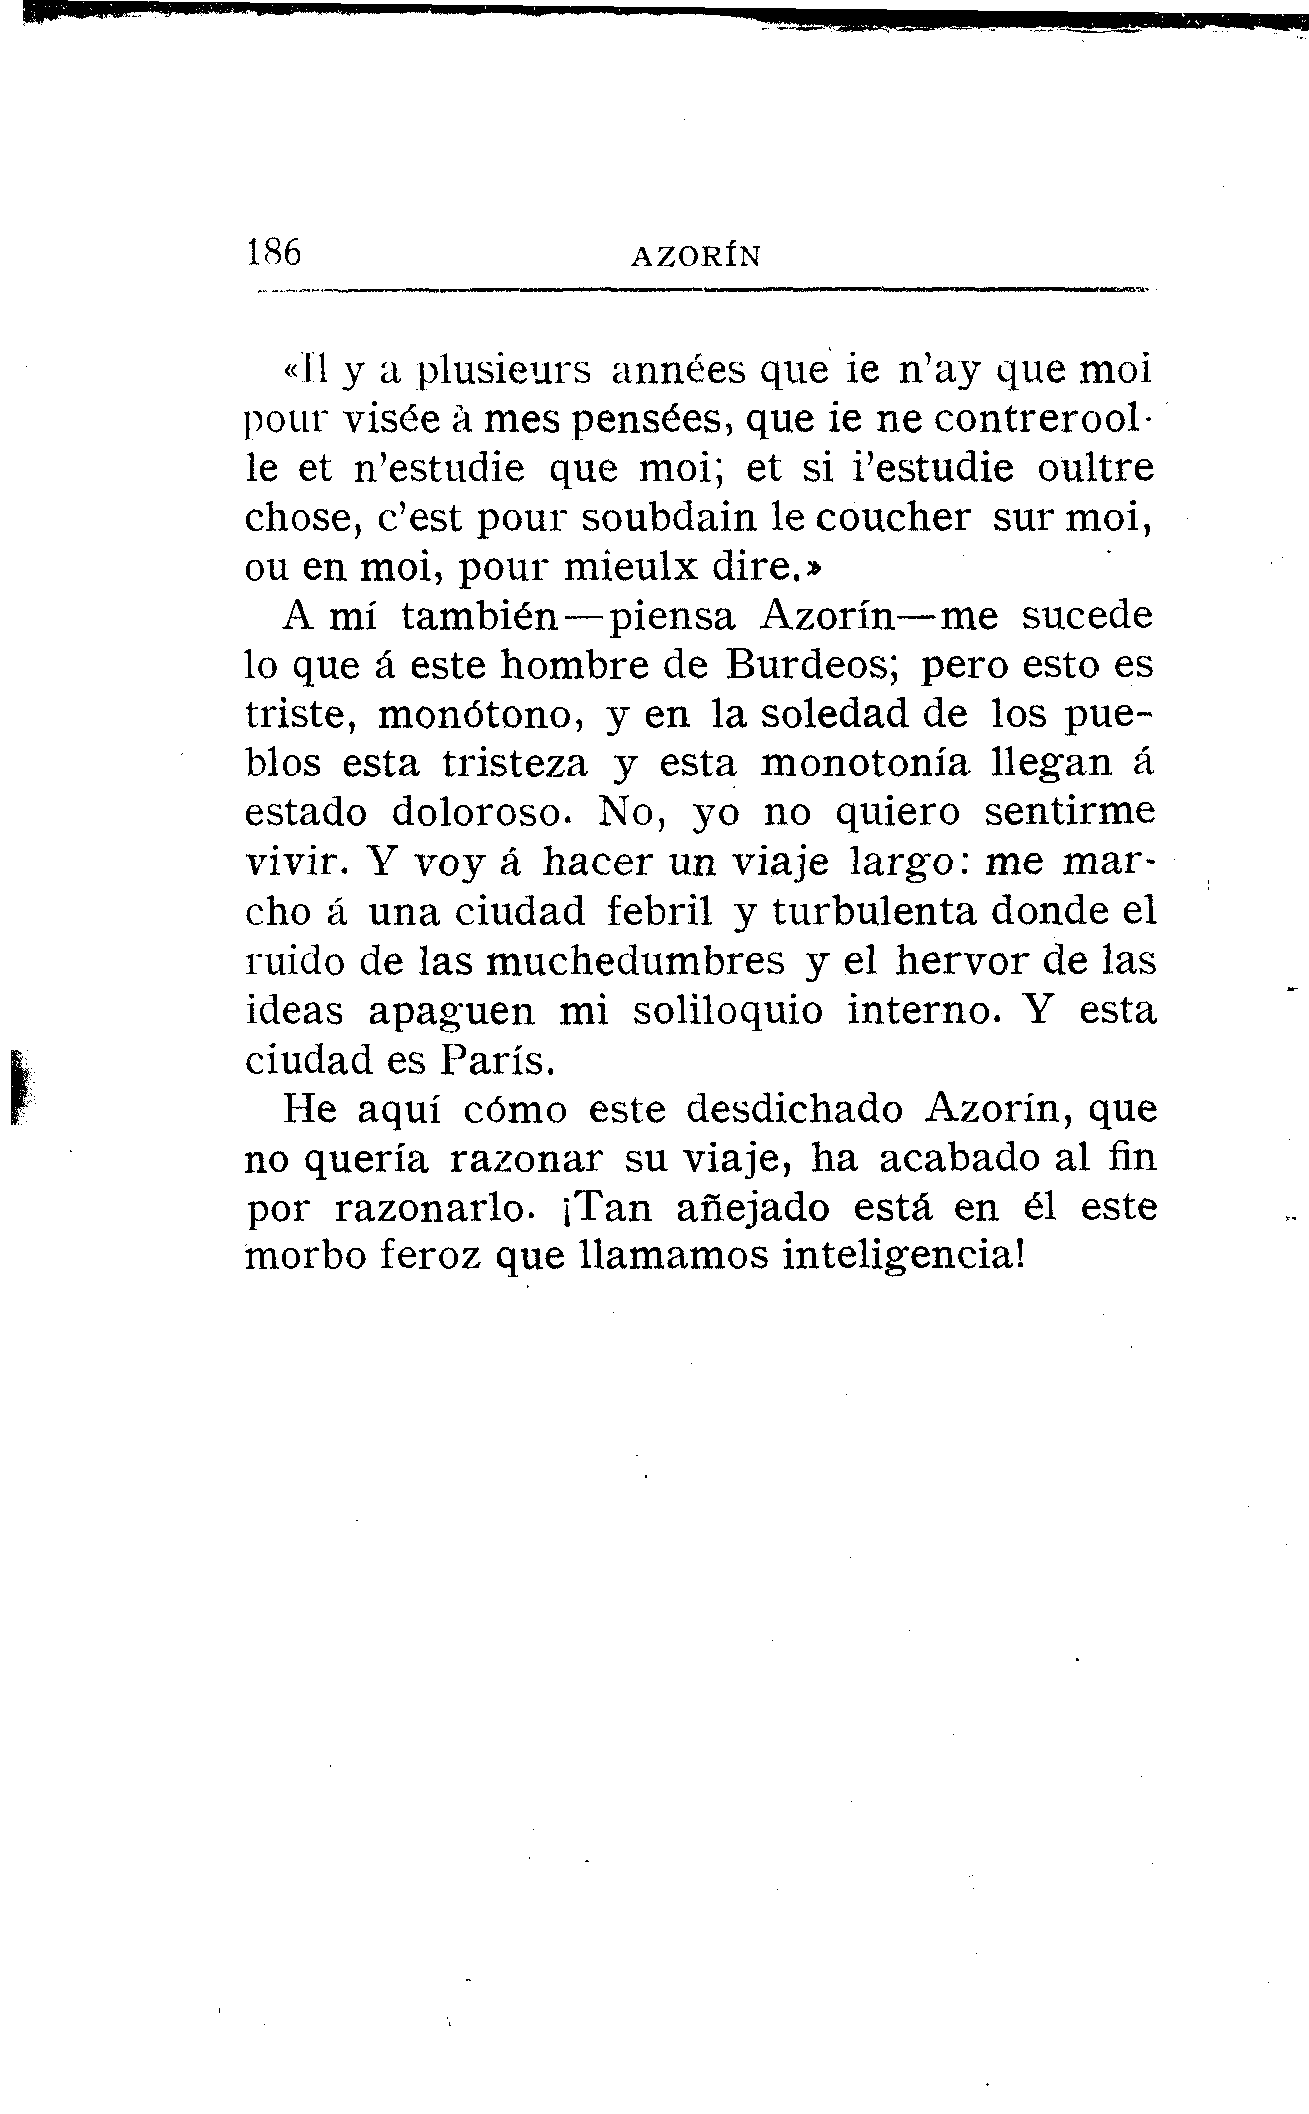 186 AZORÍN
«Il y a plusieurs années que ie n'ay que moi
pour visée à mes pensées, que ie ne contrerool-
le et n'estudie que moi; et si i'estudie oultre
chose, c'est pour soubdain le coucher sur moi,
ou en moi, pour mieulx dire.»
A mí también—piensa Azorín—me sucede
lo que á este hombre de Burdeos; pero esto es
triste, monótono, y en la soledad de los pue-
blos esta tristeza y esta monotonía llegan á
estado doloroso. No, yo no quiero sentirme
vivir. Y voy á hacer un viaje largo: me mar-
cho á una ciudad febril y turbulenta donde el
ruido de las muchedumbres y el hervor de las
ideas apaguen mi soliloquio interno. Y esta
ciudad es París.
He aquí cómo este desdichado Azorín, que
no quería razonar su viaje, ha acabado al fin
por razonarlo. ¡Tan añejado está en él este
morbo feroz que llamamos inteligencia!